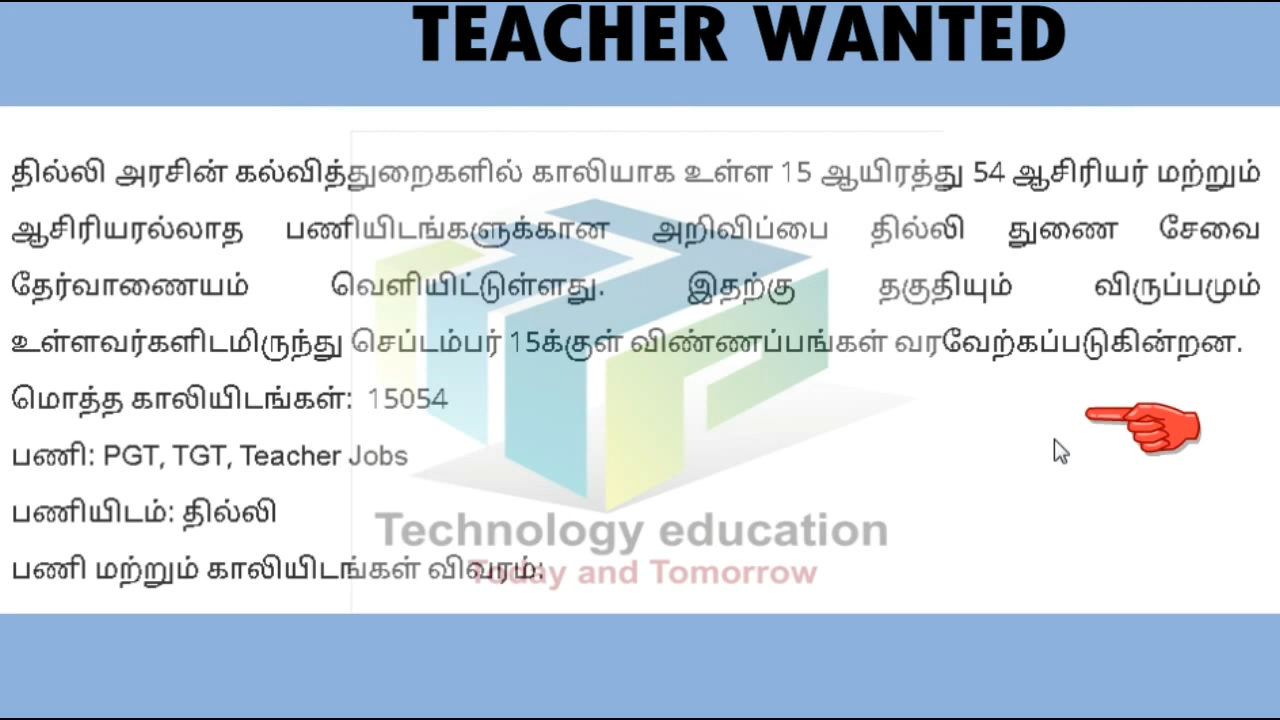 TEACHER WANTED
தில்லி அரசின் கல்வித்துறைகளில் காலியாக உள்ள 15 ஆயிரத்து 54 ஆசிரியர் மற்றும்
ஆசிரியரல்லாத பணியிடங்களுக்கான அறிவிப்பை தில்லி துணை சேவை
தேர்வாணையம் வெளியிட்டுள்ளது. இதற்கு தகுதியும் விருப்பமும்
உள்ளவர்களிடமிருந்து செப்டம்பர் 15க்குள் விண்ணப்பங்கள் வரவேற்கப்படுகின்றன.
மொத்த காலியிடங்கள்: 15054
பணி: PGT, TGT, Teacher Jobs
பணியிடம்: தில்லி
Technology education
பணி மற்றும் காலியிடங்கள் விவரம்:
Today and Tomorrow